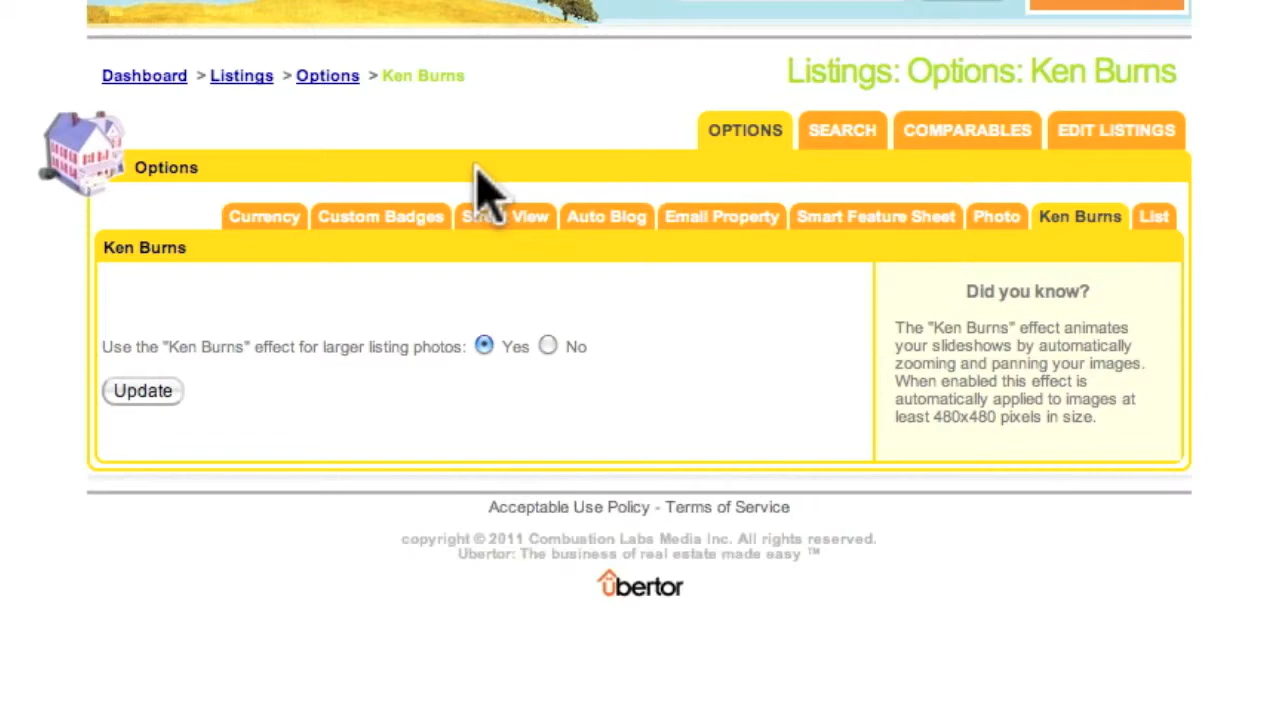 Dashboard > Listings > Options > Ken Burns
Listings: Options: Ken Burns
OPTIONS SEARCH COMPARABLES EDIT LISTINGS
Options
Currency Custom Badges View Auto Blog Email Property Smart Feature Sheet Photo Ken Burns List
Ken Burns
Did you know?
The "Ken Burns" effect animates
your slideshows by automatically
zooming and panning your images.
When enabled this effect is
automatically applied to images at
least 480x480 pixels in size.
Use the "Ken Burns" effect for larger listing photos: Yes No
Update
Acceptable Use Policy - Terms of Service
copyright © 2011 Combustion Labs Media Inc. All rights reserved.
Ubertor: The business of real estate made easy ™
übertor